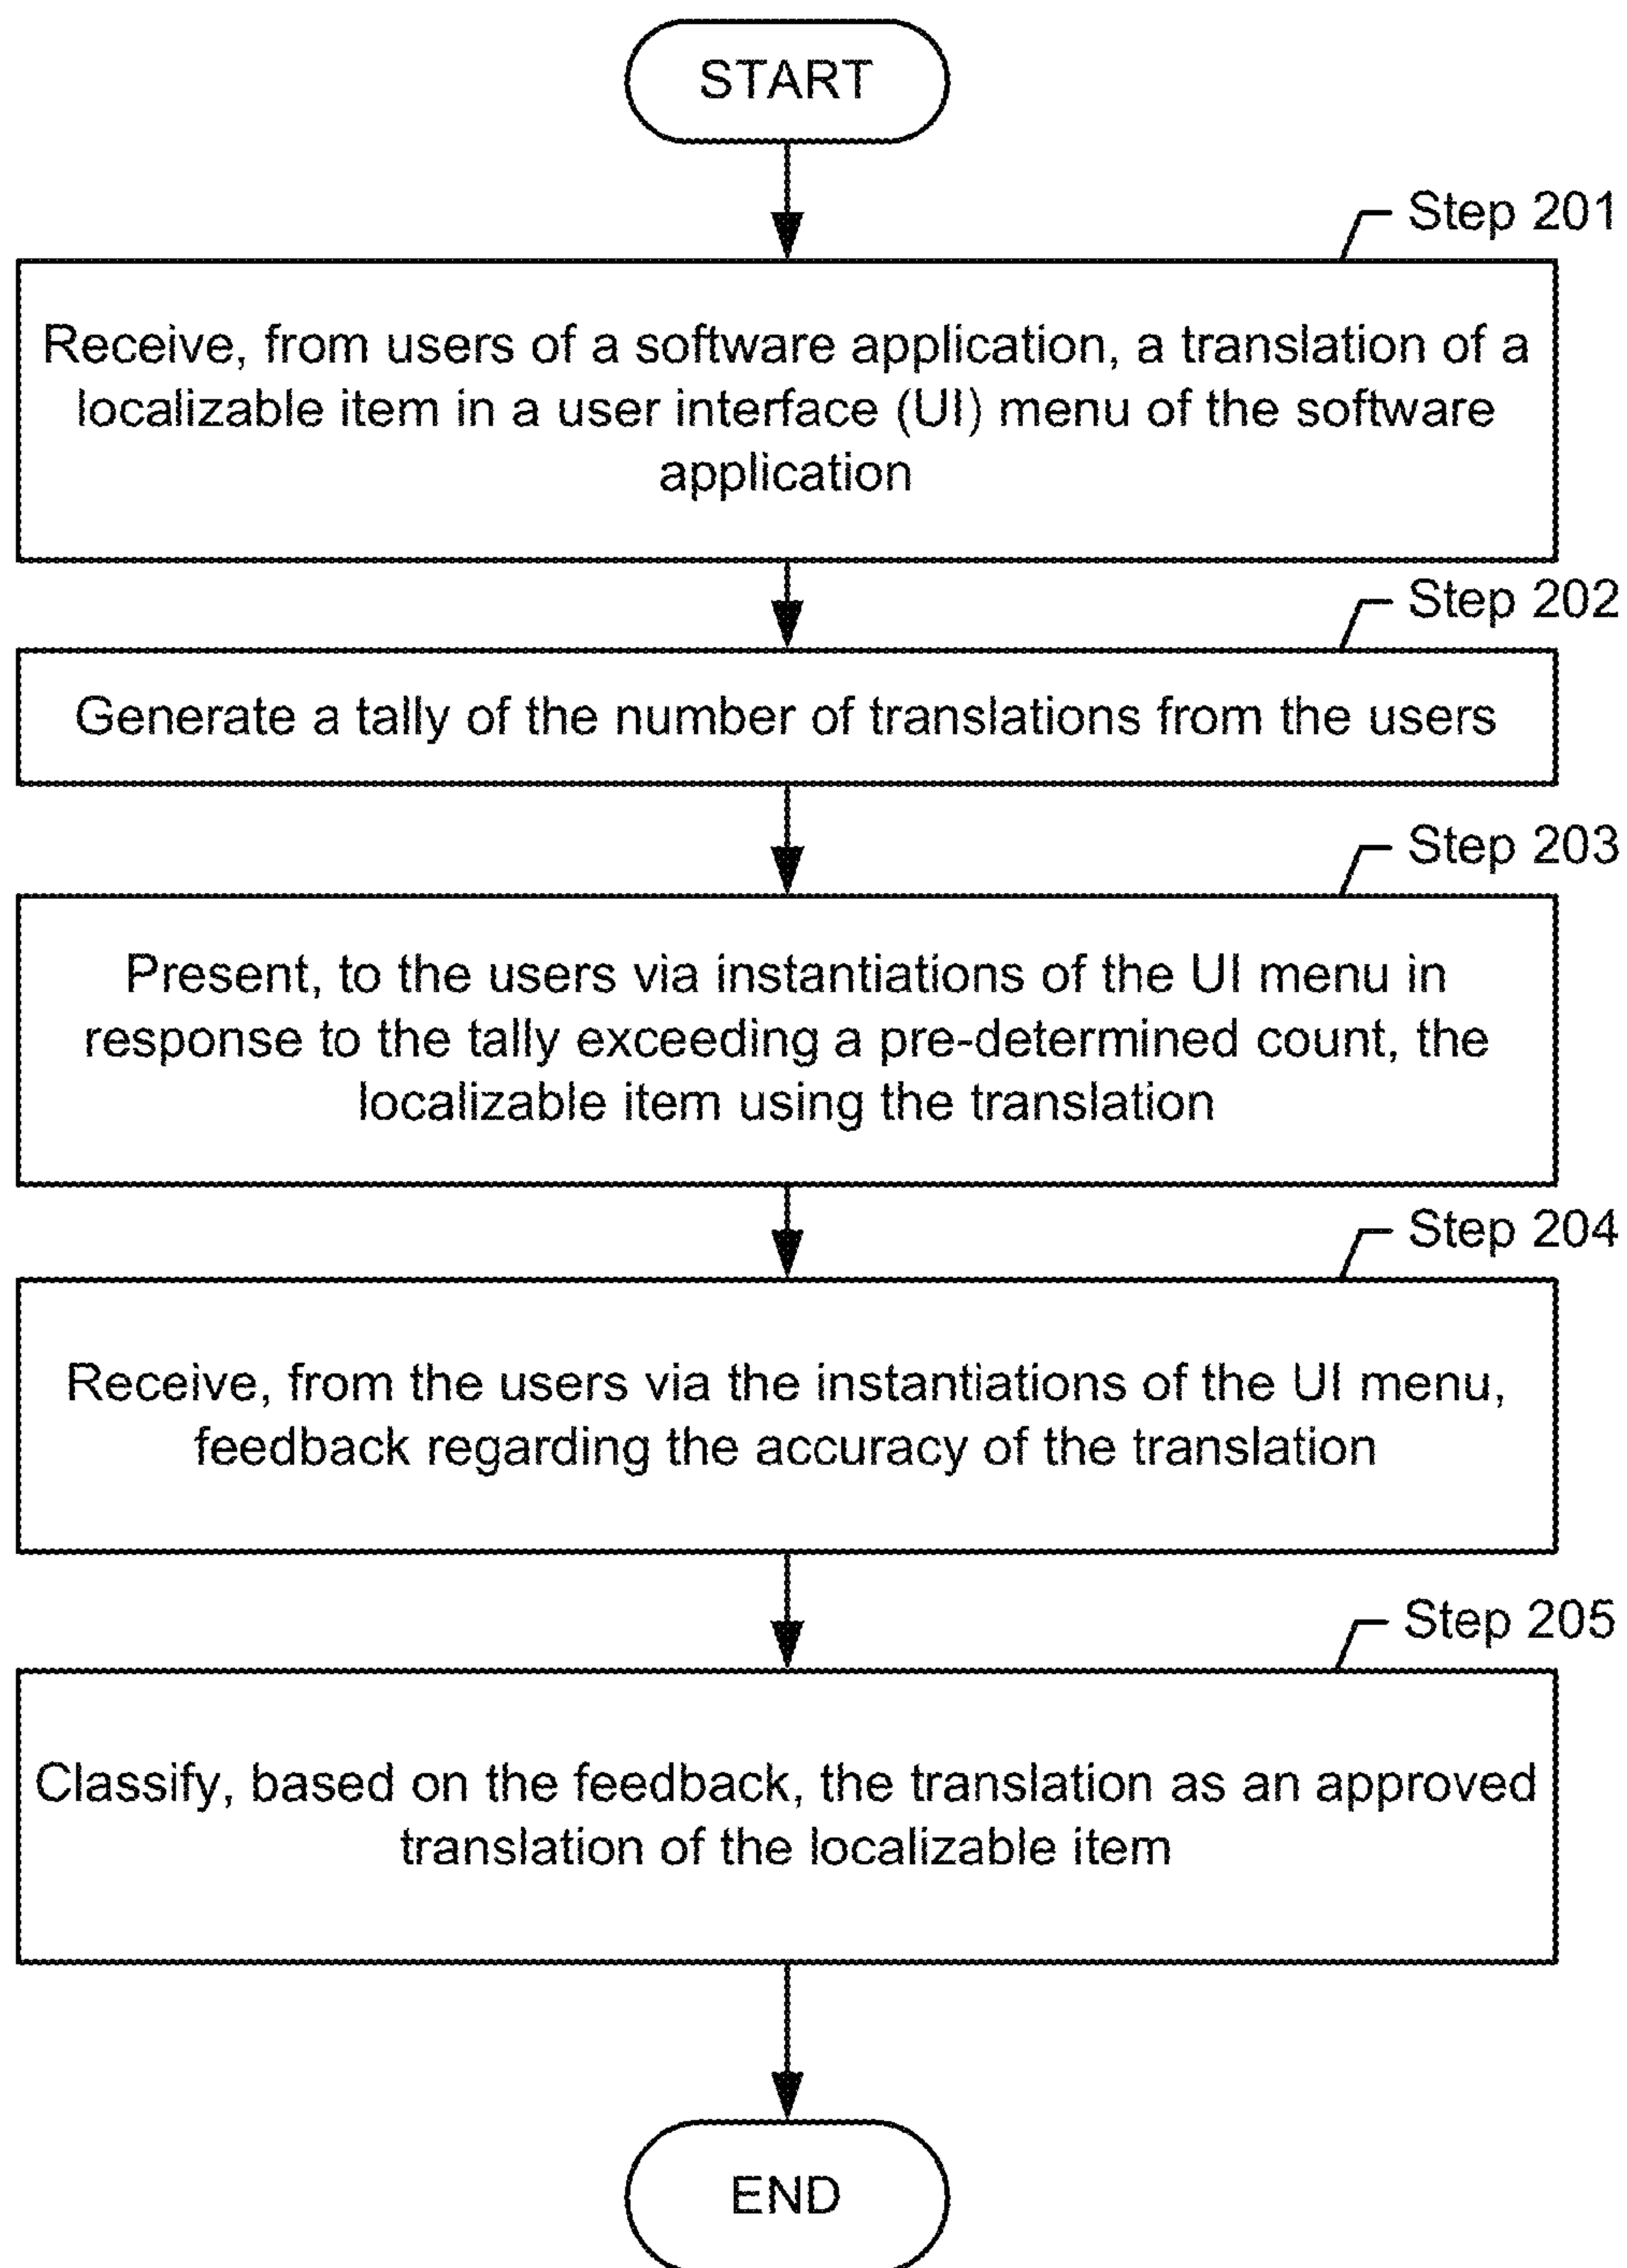 START
Step 201
Receive, from users of a software application, a translation of a
localizable item in a user interface (UI) menu of the software
application
Step 202
Generate a tally of the number of translations from the users
Step 203
Present, to the users via instantiations of the UI menu in
response to the tally exceeding a pre-determined count, the
localizable item using the translation
Step 204
Receive, from the users via the instantiations of the UI menu,
feedback regarding the accuracy of the translation
Step 205
Classify, based on the feedback, the translation as an approved
translation of the localizable item
END